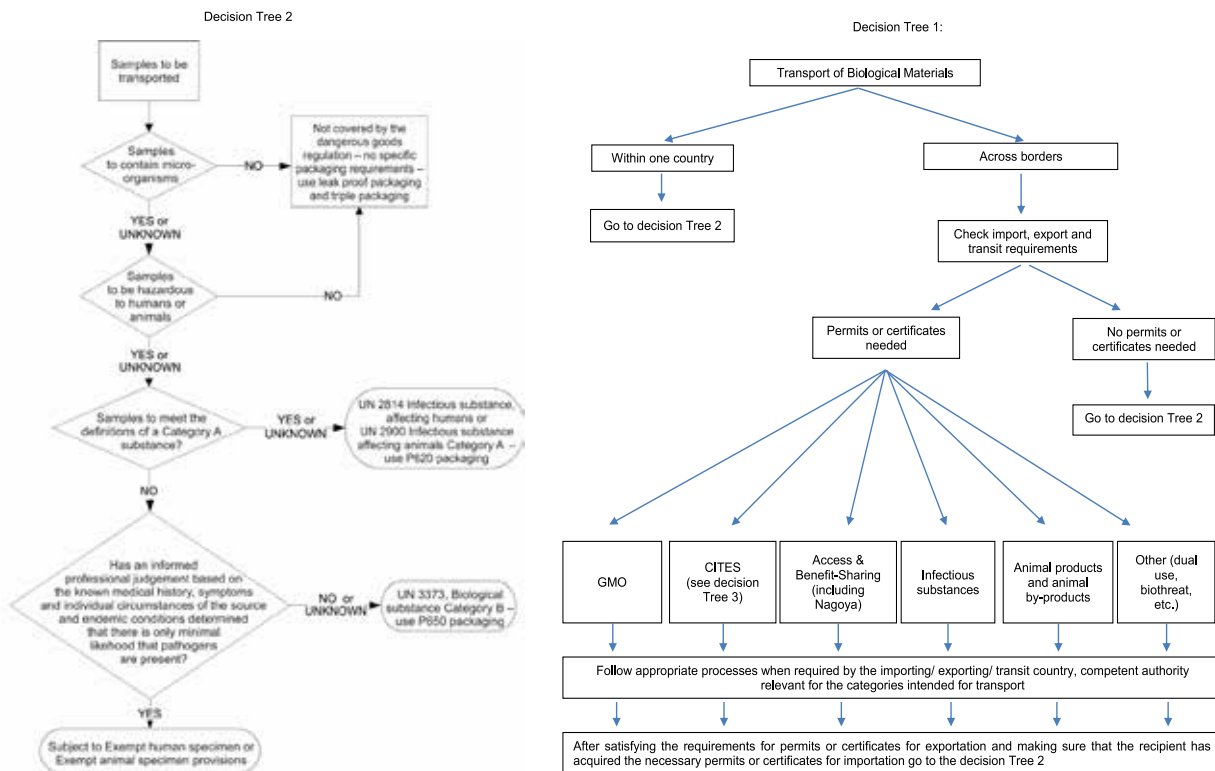 Decision Tree 2
Samples to be
transported
Samples
to contain micro-
organisms
NO
Not covered by the
dangerous goods
regulation – no specific
packaging requirements –
use leak proof packaging
and triple packaging
YES or
UNKNOWN
Samples
to be hazardous
to humans or
animals
NO
YES or
UNKNOWN
Samples to meet the
definitions of a Category A
substance?
YES or
UNKNOWN
UN 2814 Infectious substance,
affecting humans or
UN 2900 Infectious substance
affecting animals Category A –
use P620 packaging
NO
Has an informed
professional judgement based on
the known medical history, symptoms
and individual circumstances of the source
and endemic conditions determined
that there is only minimal
likehood that pathogens
are present?
NO or
UNKNOWN
UN 3373, Biological
substance Category B –
use P650 packaging
YES
Subject to Exempt human specimen or
Exempt animal specimen provisions
Decision Tree 1:
Transport of Biological Materials
Within one country
Across borders
Go to decision Tree 2
Check import, export and
transit requirements
Permits or certificates
needed
No permits or
certificates needed
Go to decision Tree 2
GMO
CITES
(see decision
Tree 3)
Access &
Benefit-Sharing
(including
Nagoya)
Infectious
substances
Animal products
and animal
by-products
Other (dual
use,
biothreat,
etc.)
Follow appropriate processes when required by the importing/ exporting/ transit country, competent authority
relevant for the categories intended for transport
After satisfying the requirements for permits or certificates for exportation and making sure that the recipient has
acquired the necessary permits or certificates for importation go to the decision Tree 2